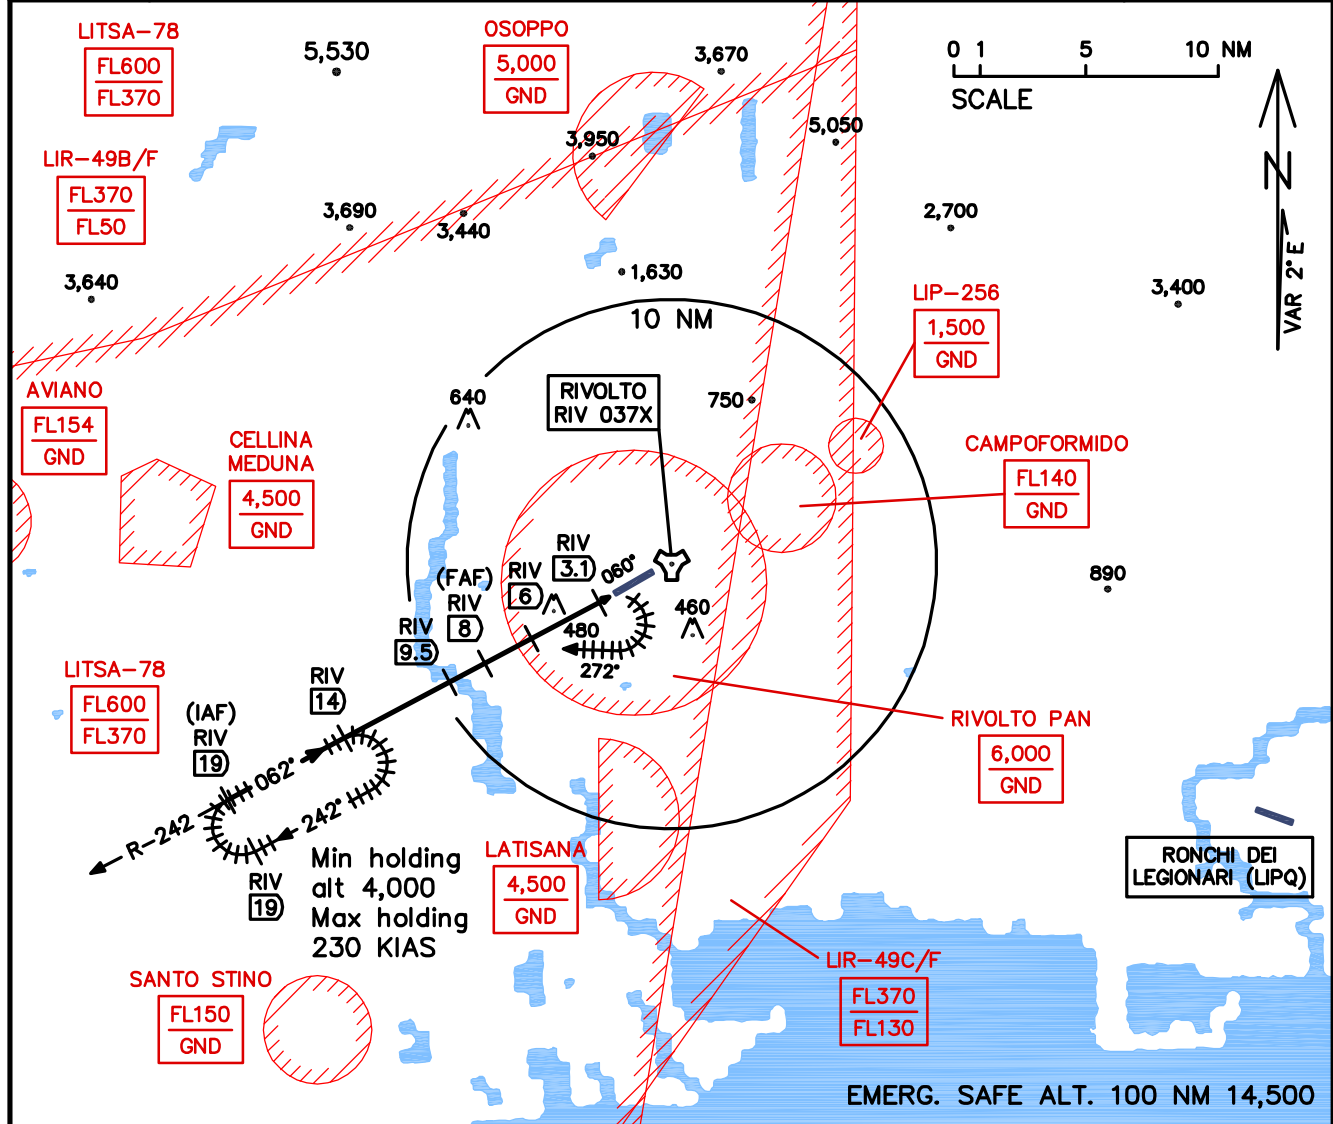 LITSA-78
FL600
FL370
5,530
OSOPPO
5,000
GND
3,670
0 1 5 10 NM
SCALE
3,950
5,050
LIR-49B/F
FL370
FL50
3,690
3,440
2,700
N
VAR 2° E
3,640
1,630
3,400
LIP-256
1,500
GND
10 NM
AVIANO
FL154
GND
640
RIVOLTO
RIV 037X
750
CELLINA
MEDUNA
4,500
GND
CAMPOFORMIDO
FL140
GND
RIV
3.1
060°
(FAF)
RIV
8
RIV
6
890
460
480
272°
RIV
9.5
LITSA-78
FL600
FL370
RIV
14
(IAF)
RIV
19
RIVOLTO PAN
6,000
GND
062°
242°
R-242
RIV
19
Min holding
alt 4,000
Max holding
230 KIAS
LATISANA
4,500
GND
RONCHI DEI
LEGIONARI (LIPQ)
LIR-49C/F
FL370
FL130
SANTO STINO
FL150
GND
EMERG. SAFE ALT. 100 NM 14,500